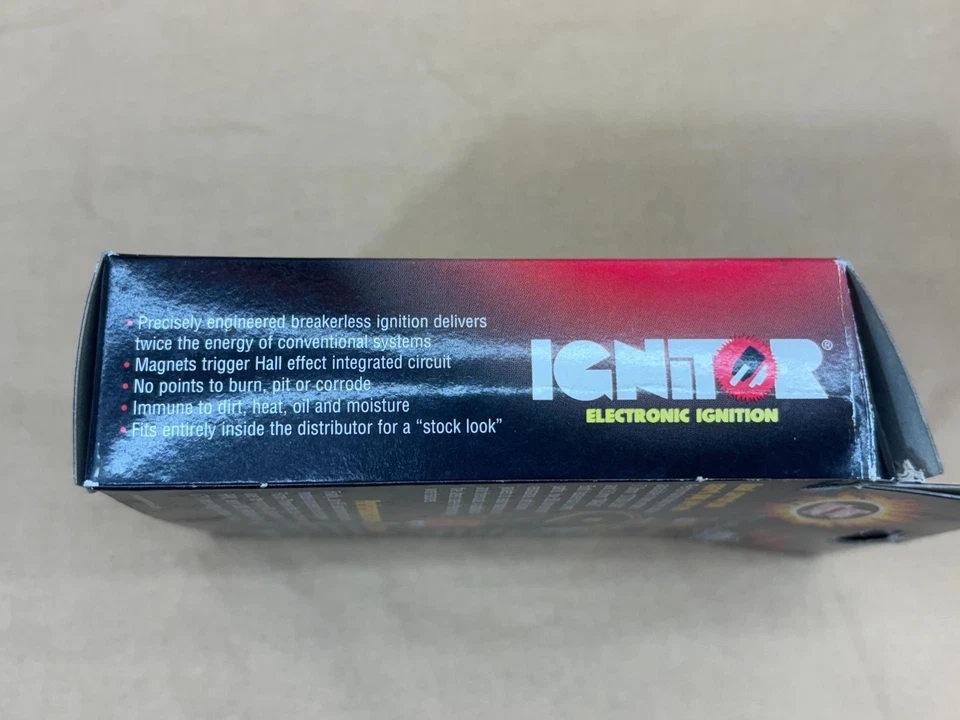 • Precisely engineered breakerless ignition delivers
twice the energy of conventional systems
• Magnets trigger Hall effect integrated circuit
• No points to burn, pit or corrode
• Immune to dirt, heat, oil and moisture
• Fits entirely inside the distributor for a “stock look”
IGNiTOR®
ELECTRONIC IGNITION